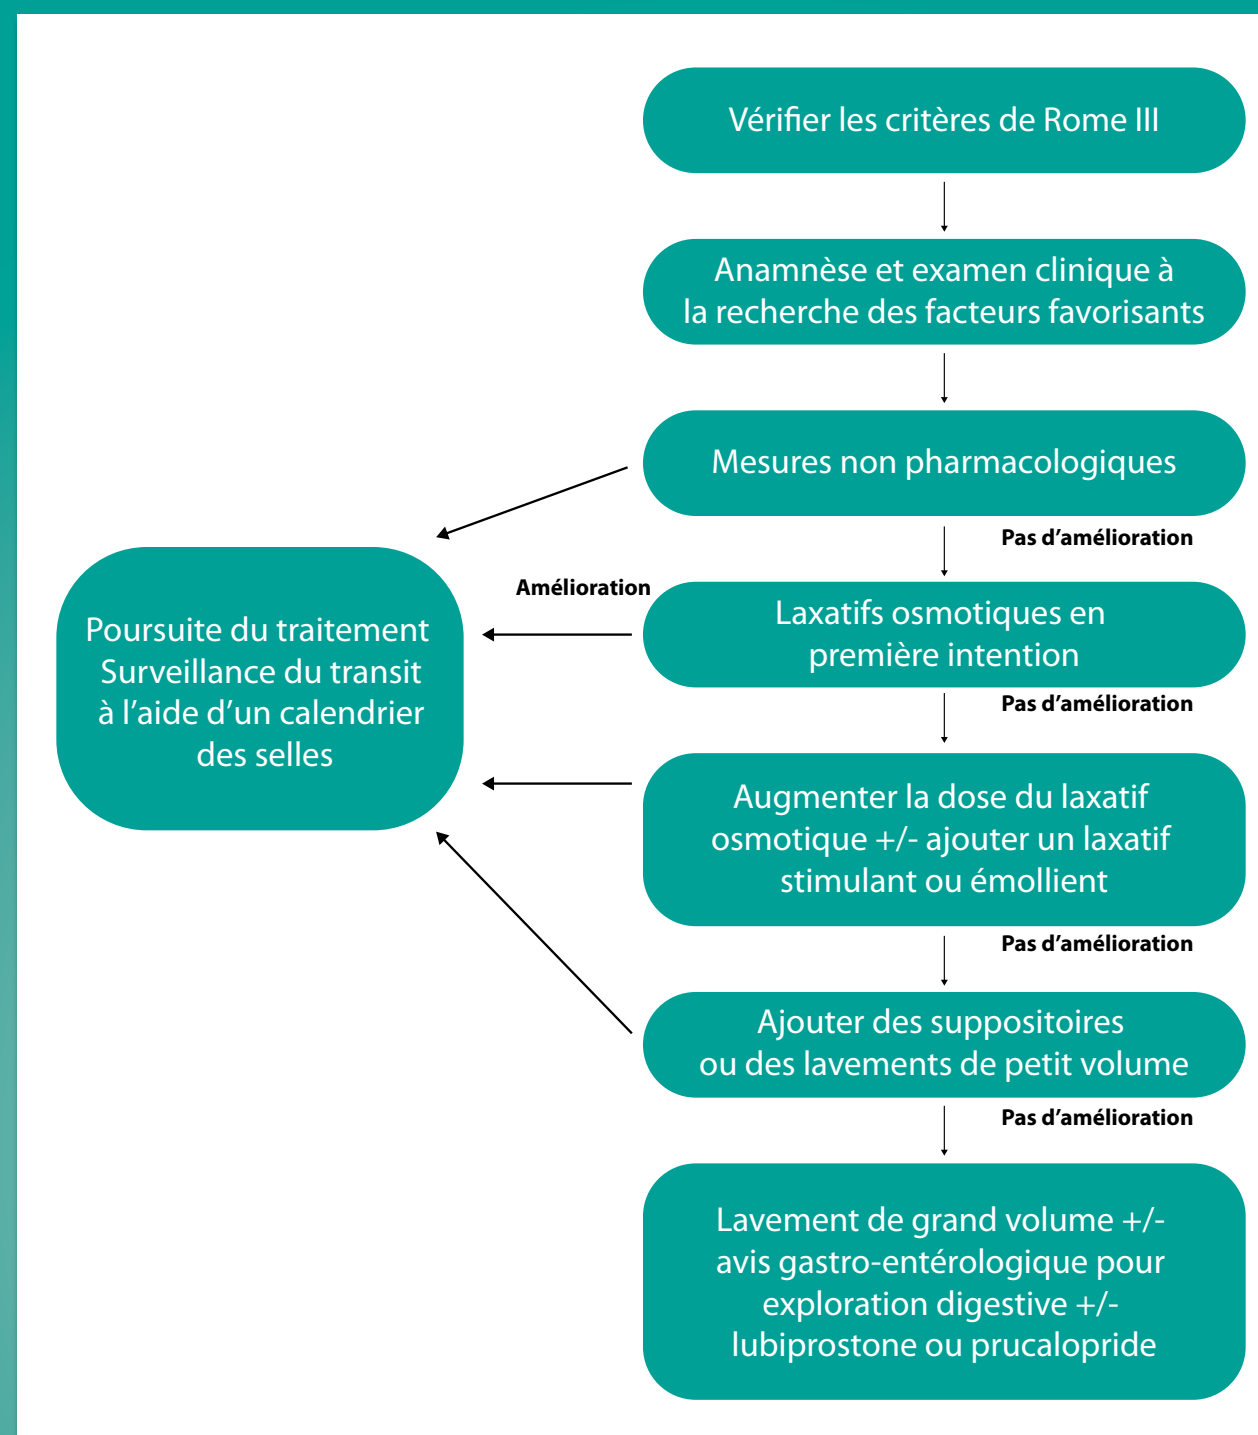 Vérifier les critères de Rome III
Anamnèse et examen clinique à
la recherche des facteurs favorisants
Mesures non pharmacologiques
Pas d’amélioration
Amélioration
Laxatifs osmotiques en
première intention
Poursuite du traitement
Surveillance du transit
à l’aide d’un calendrier
des selles
Pas d’amélioration
Augmenter la dose du laxatif
osmotique +/- ajouter un laxatif
stimulant ou émollient
Pas d’amélioration
Ajouter des suppositoires
ou des lavements de petit volume
Pas d’amélioration
Lavement de grand volume +/-
avis gastro-entérologique pour
exploration digestive +/-
lubiprostone ou prucalopride